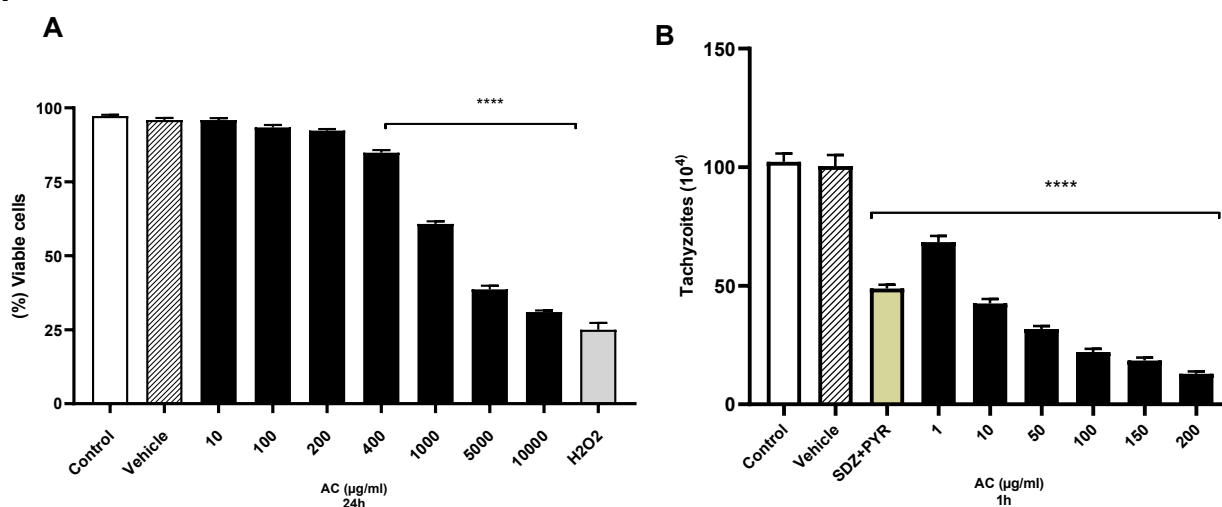 A
(%) Viable cells
100
75
50
25
0
****
Control
Vehicle
10
100
200
400
1000
5000
10000
H2O2
AC (µg/ml)
24h
B
Tachyzoites (10⁴)
150
100
50
0
****
Control
Vehicle
SDZ+PYR
1
10
50
100
150
200
AC (µg/ml)
1h